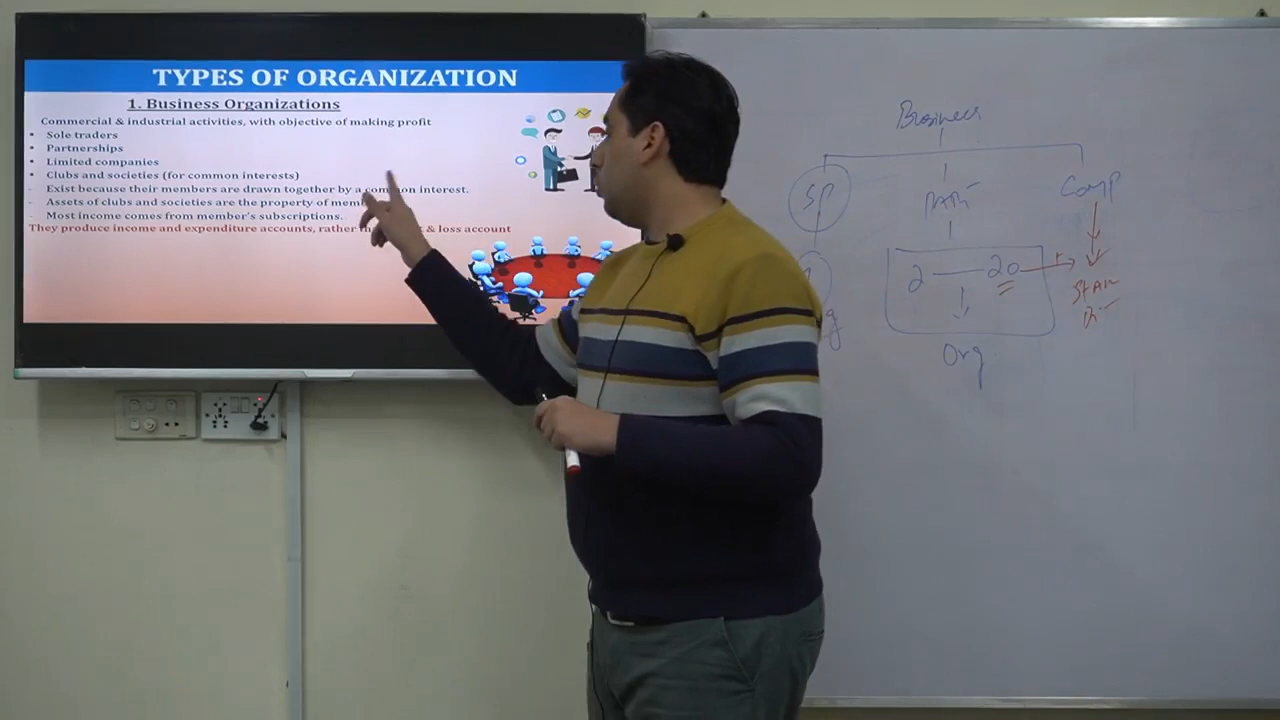 TYPES OF ORGANIZATION
1. Business Organizations
Commercial & industrial activities, with objective of making profit
• Sole traders
• Partnerships
• Limited companies
• Clubs and societies (for common interests)
- Exist because their members are drawn together by a common interest.
- Assets of clubs and societies are the property of
- Most income comes from member's subscriptions.
They produce income and expenditure accounts, rather & loss account
Business
SP
Comp
2 20
Org